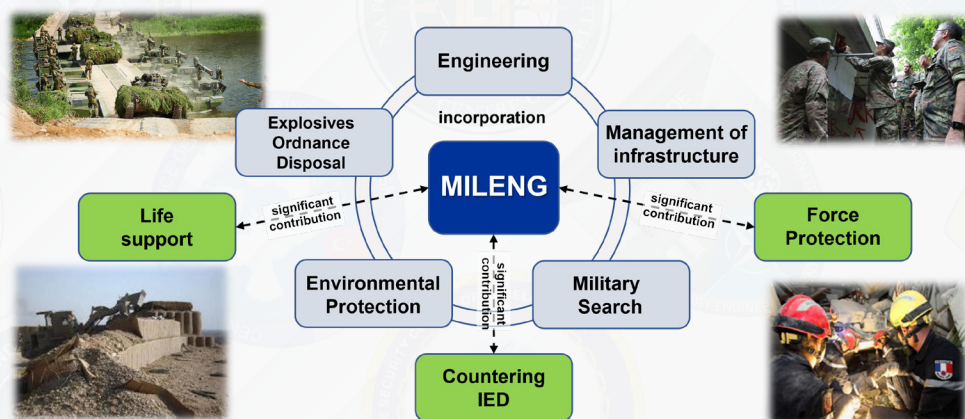 Engineering
incorporation
Explosives
Ordnance
Disposal
Management of
infrastructure
MILENG
significant
contribution
significant
contribution
Life
support
Force
Protection
significant
contribution
Environmental
Protection
Military
Search
Countering
IED